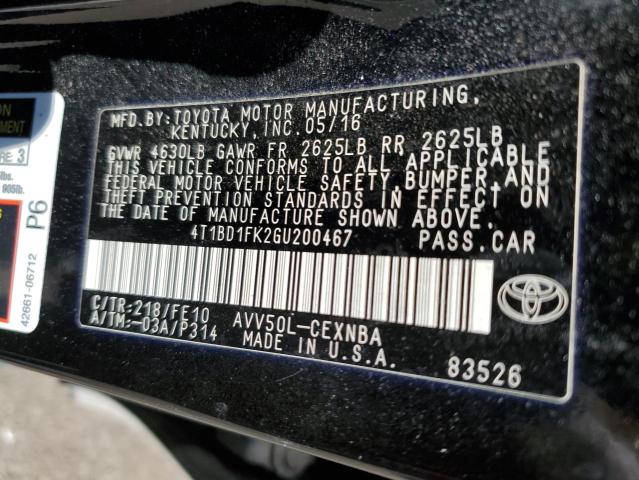 MFD.BY:TOYOTA MOTOR MANUFACTURING,
KENTUCKY,INC.05/16
GVWR 4630LB GAWR FR 2625LB RR 2625LB
THIS VEHICLE CONFORMS TO ALL APPLICABLE
FEDERAL MOTOR VEHICLE SAFETY,BUMPER,AND
THEFT PREVENTION STANDARDS IN EFFECT ON
THE DATE OF MANUFACTURE SHOWN ABOVE.
4T1BD1FK2GU200467 PASS.CAR
C/TR:218/FE10 AVV50L-CEXNBA
A/TM:-03A/P314 MADE IN U.S.A.
83526
3
lbs.
905lb.
P6
42661-06712